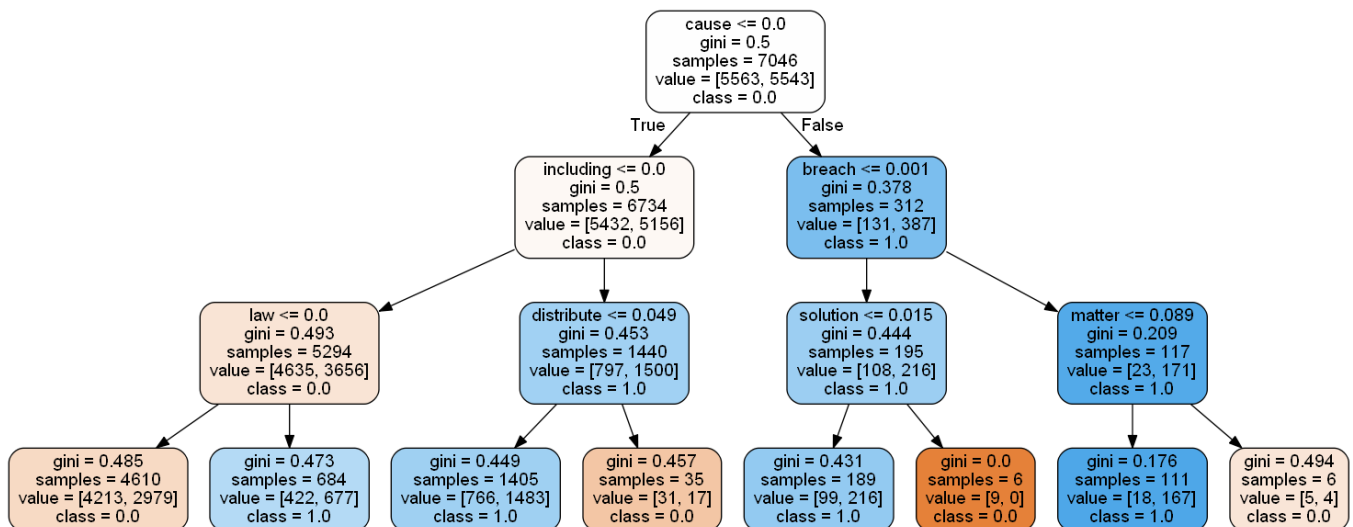 cause <= 0.0
gini = 0.5
samples = 7046
value = [5563, 5543]
class = 0.0
True
False
including <= 0.0
gini = 0.5
samples = 6734
value = [5432, 5156]
class = 0.0
breach <= 0.001
gini = 0.378
samples = 312
value = [131, 387]
class = 1.0
law <= 0.0
gini = 0.493
samples = 5294
value = [4635, 3656]
class = 0.0
distribute <= 0.049
gini = 0.453
samples = 1440
value = [797, 1500]
class = 1.0
solution <= 0.015
gini = 0.444
samples = 195
value = [108, 216]
class = 1.0
matter <= 0.089
gini = 0.209
samples = 117
value = [23, 171]
class = 1.0
gini = 0.485
samples = 4610
value = [4213, 2979]
class = 0.0
gini = 0.473
samples = 684
value = [422, 677]
class = 1.0
gini = 0.449
samples = 1405
value = [766, 1483]
class = 1.0
gini = 0.457
samples = 35
value = [31, 17]
class = 0.0
gini = 0.431
samples = 189
value = [99, 216]
class = 1.0
gini = 0.0
samples = 6
value = [9, 0]
class = 0.0
gini = 0.176
samples = 111
value = [18, 167]
class = 1.0
gini = 0.494
samples = 6
value = [5, 4]
class = 0.0